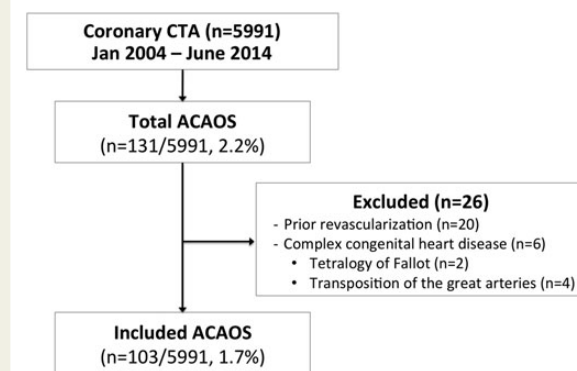 Coronary CTA (n=5991)
Jan 2004 – June 2014
Total ACAOS
(n=131/5991, 2.2%)
Excluded (n=26)
- Prior revascularization (n=20)
- Complex congenital heart disease (n=6)
• Tetralogy of Fallot (n=2)
• Transposition of the great arteries (n=4)
Included ACAOS
(n=103/5991, 1.7%)